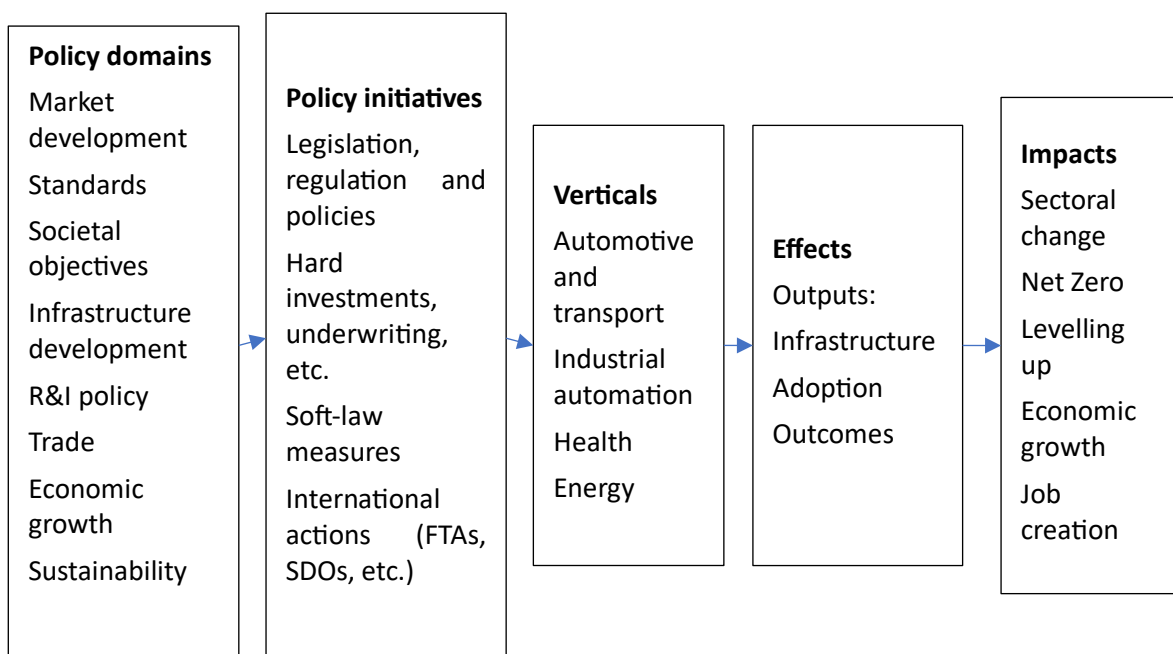 Policy domains
Market
development
Standards
Societal
objectives
Infrastructure
development
R&I policy
Trade
Economic
growth
Sustainability
Policy initiatives
Legislation,
regulation and
policies
Hard
investments,
underwriting,
etc.
Soft-law
measures
International
actions (FTAs,
SDOs, etc.)
Verticals
Automotive
and
transport
Industrial
automation
Health
Energy
Effects
Outputs:
Infrastructure
Adoption
Outcomes
Impacts
Sectoral
change
Net Zero
Levelling
up
Economic
growth
Job
creation